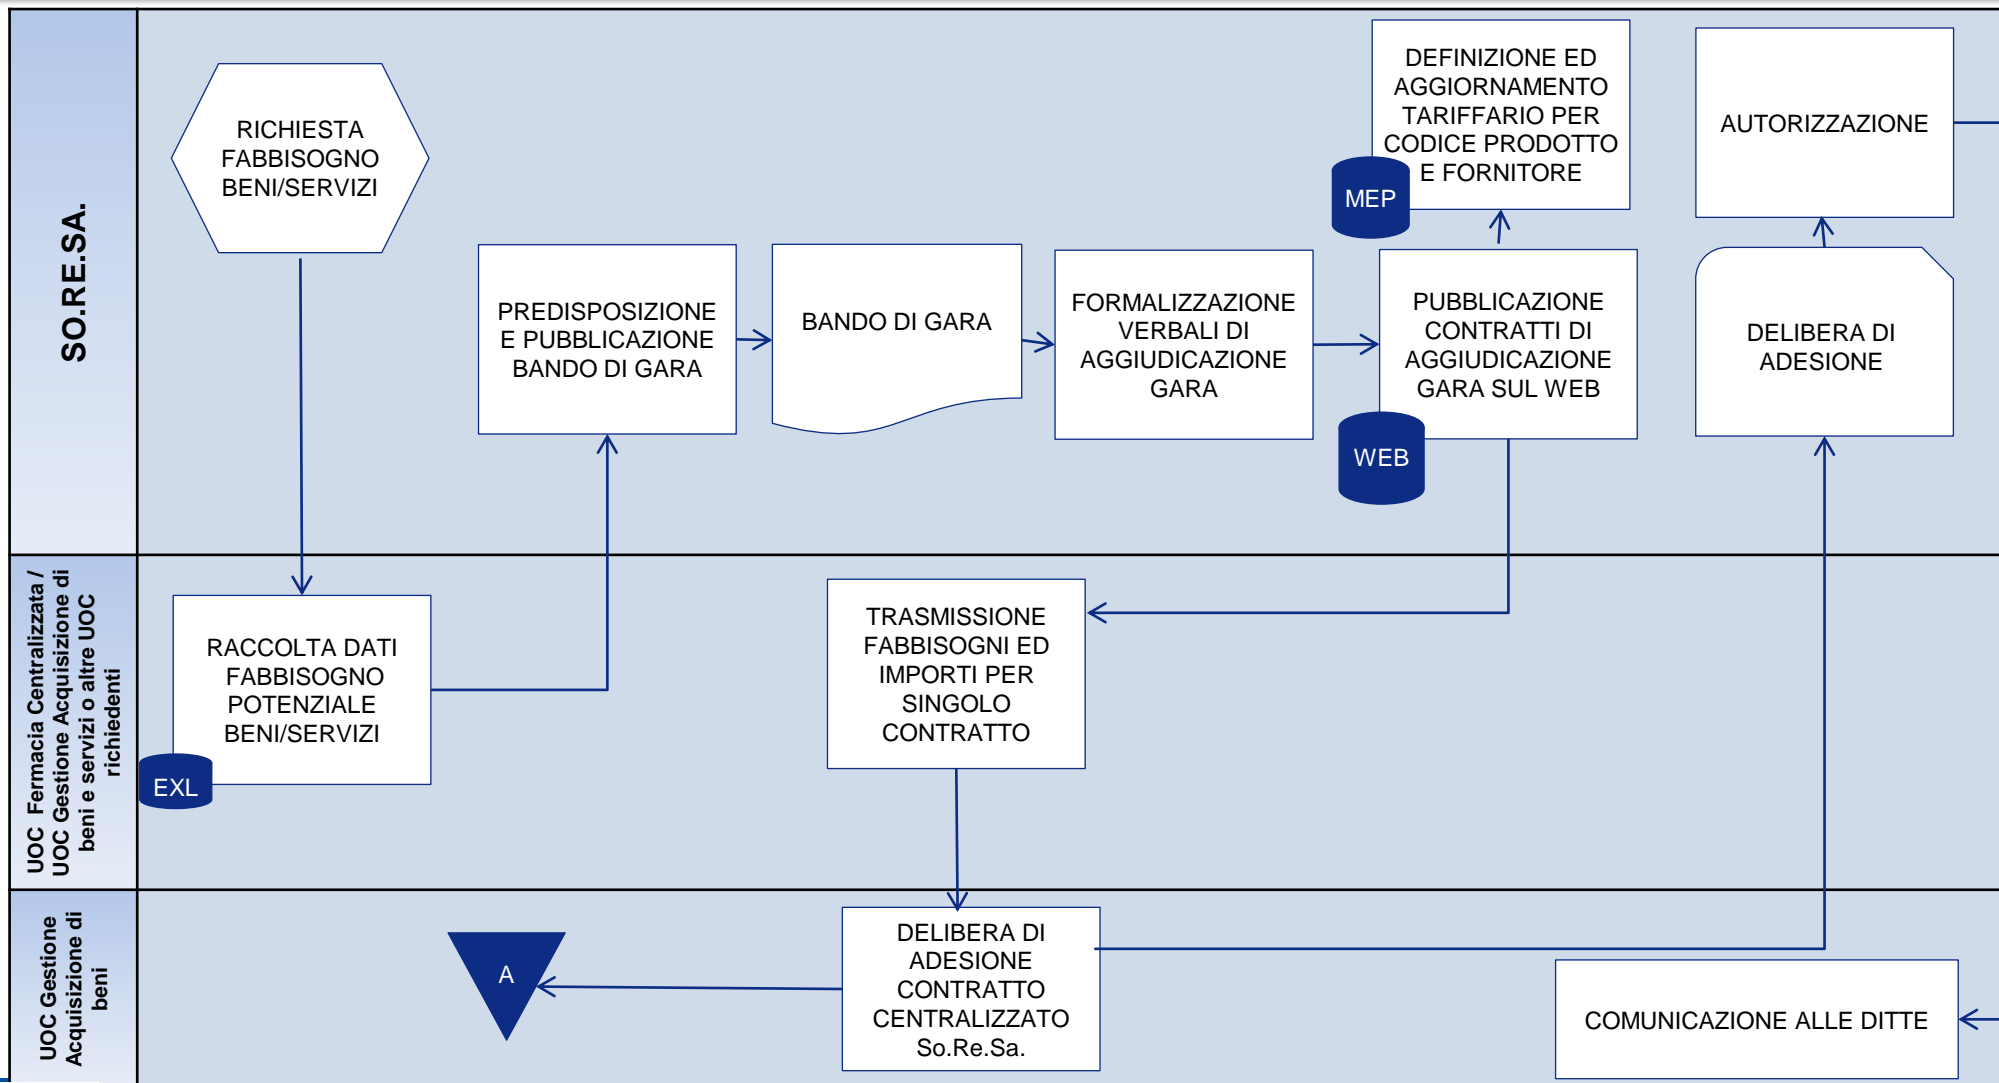 SO.RE.SA.
RICHIESTA
FABBISOGNO
BENI/SERVIZI
PREDISPOSIZIONE
E PUBBLICAZIONE
BANDO DI GARA
BANDO DI GARA
FORMALIZZAZIONE
VERBALI DI
AGGIUDICAZIONE
GARA
DEFINIZIONE ED
AGGIORNAMENTO
TARIFFARIO PER
CODICE PRODOTTO
E FORNITORE
MEP
PUBBLICAZIONE
CONTRATTI DI
AGGIUDICAZIONE
GARA SUL WEB
WEB
AUTORIZZAZIONE
DELIBERA DI
ADESIONE
UOC Fermacia Centralizzata /
UOC Gestione Acquisizione di
beni e servizi o altre UOC
richiedenti
RACCOLTA DATI
FABBISOGNO
POTENZIALE
BENI/SERVIZI
EXL
TRASMISSIONE
FABBISOGNI ED
IMPORTI PER
SINGOLO
CONTRATTO
UOC Gestione
Acquisizione di
beni
A
DELIBERA DI
ADESIONE
CONTRATTO
CENTRALIZZATO
So.Re.Sa.
COMUNICAZIONE ALLE DITTE